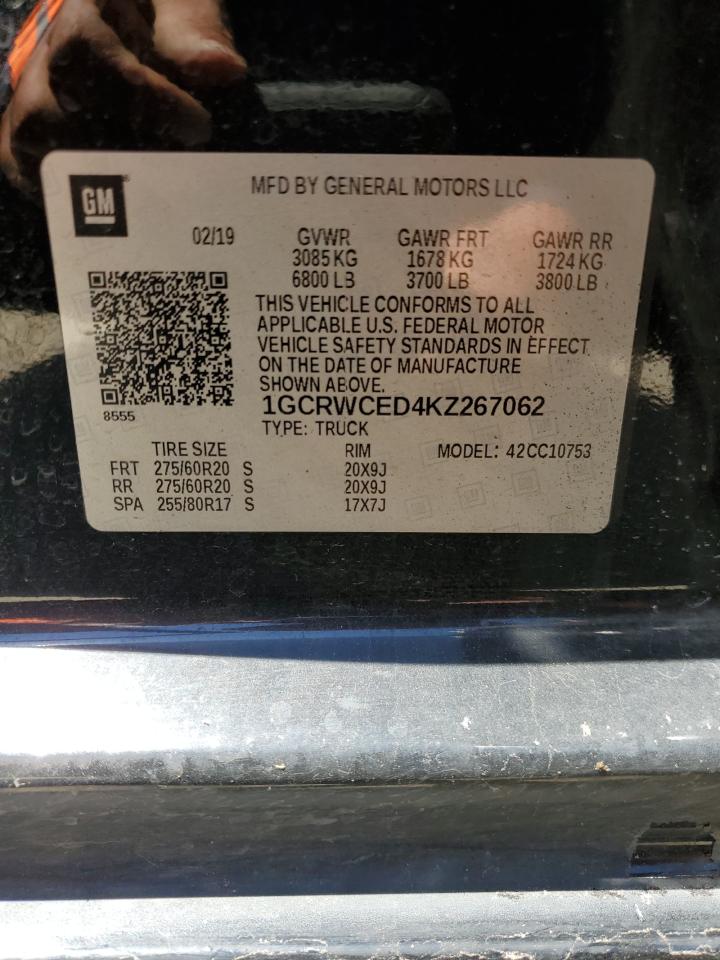 GM
MFD BY GENERAL MOTORS LLC
02/19 GVWR GAWR FRT GAWR RR
3085 KG 1678 KG 1724 KG
6800 LB 3700 LB 3800 LB
THIS VEHICLE CONFORMS TO ALL
APPLICABLE U.S. FEDERAL MOTOR
VEHICLE SAFETY STANDARDS IN EFFECT
ON THE DATE OF MANUFACTURE
SHOWN ABOVE.
1GCRWCED4KZ267062
8555
TYPE: TRUCK
TIRE SIZE RIM MODEL: 42CC10753
FRT 275/60R20 S 20X9J
RR 275/60R20 S 20X9J
SPA 255/80R17 S 17X7J